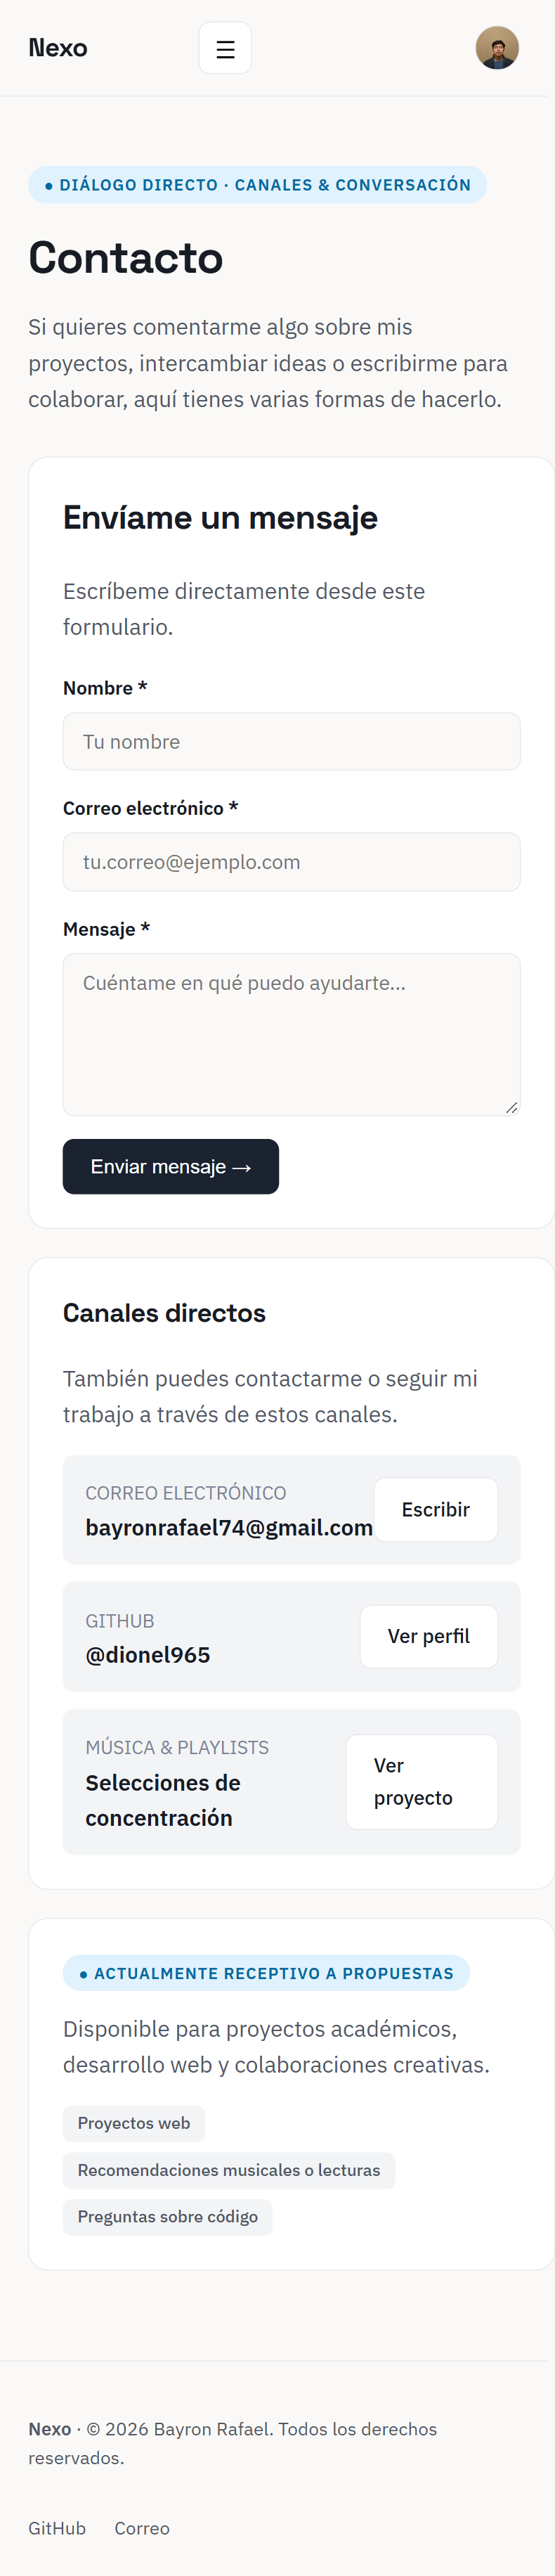 Nexo
☰
• DIÁLOGO DIRECTO · CANALES & CONVERSACIÓN
Contacto
Si quieres comentarme algo sobre mis
proyectos, intercambiar ideas o escribirme para
colaborar, aquí tienes varias formas de hacerlo.
Envíame un mensaje
Escríbeme directamente desde este
formulario.
Nombre *
Tu nombre
Correo electrónico *
tu.correo@ejemplo.com
Mensaje *
Cuéntame en qué puedo ayudarte...
Enviar mensaje →
Canales directos
También puedes contactarme o seguir mi
trabajo a través de estos canales.
CORREO ELECTRÓNICO
bayronrafael74@gmail.com
Escribir
GITHUB
@dionel965
Ver perfil
MÚSICA & PLAYLISTS
Selecciones de
concentración
Ver
proyecto
• ACTUALMENTE RECEPTIVO A PROPUESTAS
Disponible para proyectos académicos,
desarrollo web y colaboraciones creativas.
Proyectos web
Recomendaciones musicales o lecturas
Preguntas sobre código
Nexo · © 2026 Bayron Rafael. Todos los derechos
reservados.
GitHub Correo